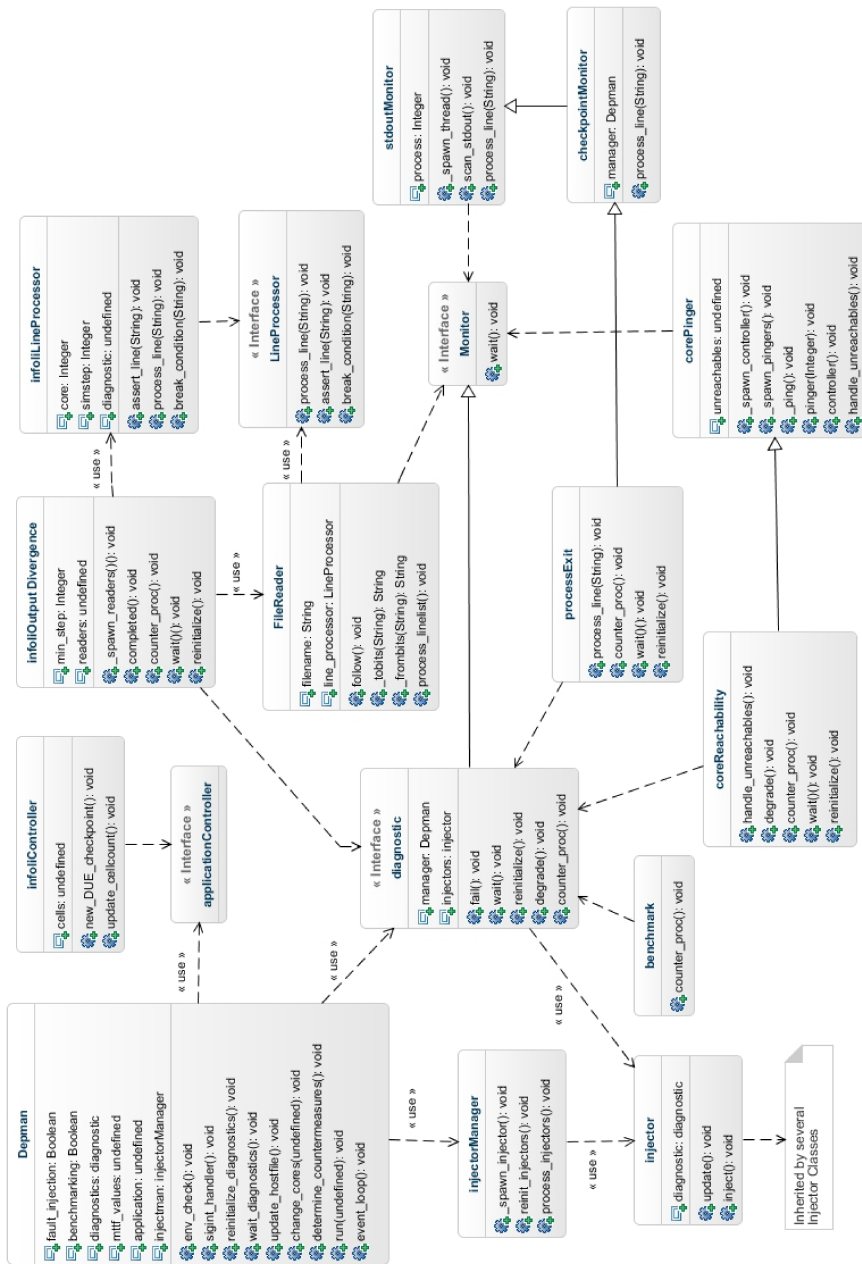 Depman
fault_injection: Boolean
benchmarking: Boolean
diagnostics: diagnostic
mttf_values: undefined
application: undefined
injectman: injectorManager
env_check(): void
sigint_handler(): void
reinitialize_diagnostics(): void
wait_diagnostics(): void
update_hostfile(): void
change_cores(undefined): void
determine_countermeasures(): void
run(undefined): void
event_loop(): void
« use »
« use »
« use »
infoliController
cells: undefined
new_DUE_checkpoint(): void
update_cellcount(): void
« Interface »
applicationController
infoliOutput Divergence
min_step: Integer
readers: undefined
_spawn_readers()(): void
completed(): void
counter_proc(): void
wait()(): void
reinitialize(): void
« use »
« use »
infoliLineProcessor
core: Integer
simstep: Integer
diagnostic: undefined
assert_line(String): void
process_line(String): void
break_condition(String): void
« Interface »
LineProcessor
process_line(String): void
assert_line(String): void
break_condition(String): void
FileReader
filename: String
line_processor: LineProcessor
follow(): void
_tobits(String): String
_frombits(String): String
process_linelist(): void
« use »
stdoutMonitor
process: Integer
_spawn_thread(): void
scan_stdout(): void
process_line(String): void
checkpointMonitor
manager: Depman
process_line(String): void
« Interface »
Monitor
wait(): void
« Interface »
diagnostic
manager: Depman
injectors: injector
fail(): void
wait(): void
reinitialize(): void
degrade(): void
counter_proc(): void
« use »
injectorManager
_spawn_injector(): void
reinit_injectors(): void
process_injectors(): void
« use »
injector
diagnostic: diagnostic
update(): void
inject(): void
Inherited by several
Injector Classes
benchmark
counter_proc(): void
processExit
process_line(String): void
counter_proc(): void
wait()(): void
reinitialize(): void
coreReachability
handle_unreachables(): void
degrade(): void
counter_proc(): void
wait()(): void
reinitialize(): void
corePinger
unreachables: undefined
_spawn_controller(): void
_spawn_pingers(): void
_ping(): void
pinger(Integer): void
controller(): void
handle_unreachables(): void